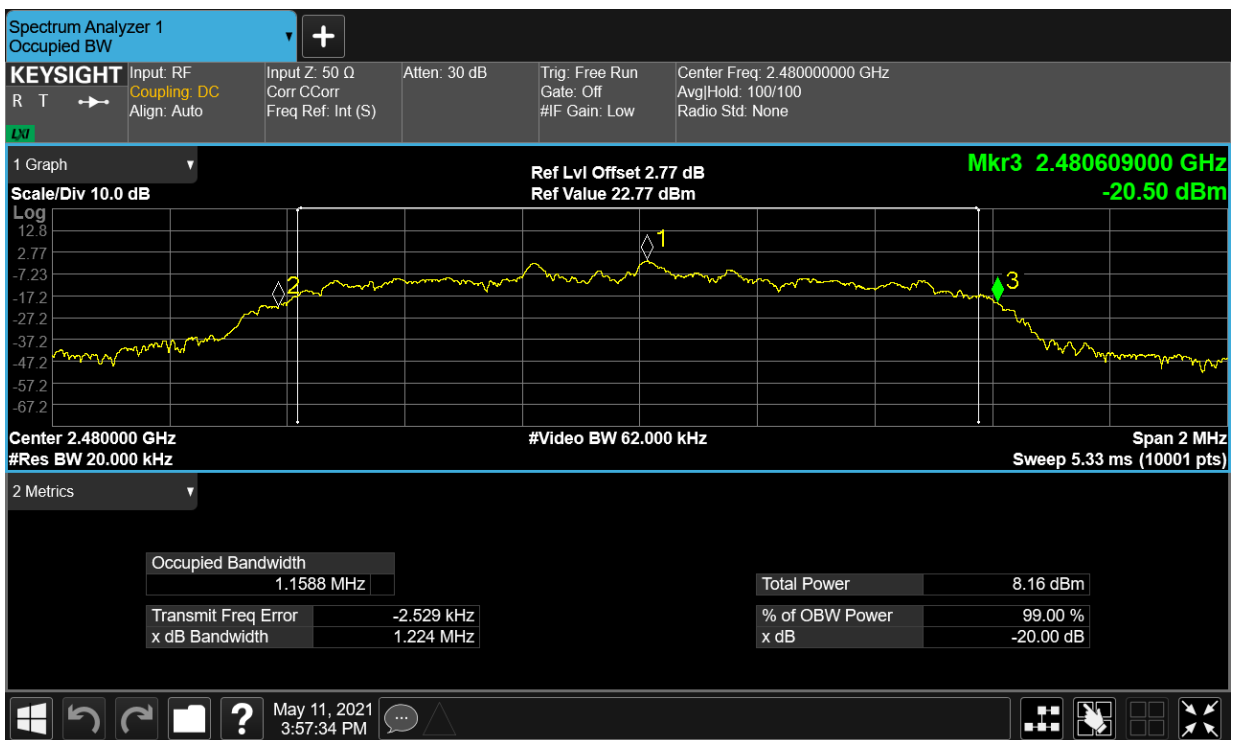 Spectrum Analyzer 1
Occupied BW
KEYSIGHT
R T
LXI
Input: RF
Coupling: DC
Align: Auto
Input Z: 50 Ω
Corr CCorr
Freq Ref: Int (S)
Atten: 30 dB
Trig: Free Run
Gate: Off
#IF Gain: Low
Center Freq: 2.480000000 GHz
Avg|Hold: 100/100
Radio Std: None
1 Graph
Scale/Div 10.0 dB
Ref Lvl Offset 2.77 dB
Ref Value 22.77 dBm
Mkr3 2.480609000 GHz
-20.50 dBm
Log
12.8
2.77
-7.23
-17.2
-27.2
-37.2
-47.2
-57.2
-67.2
1
2
3
Center 2.480000 GHz
#Res BW 20.000 kHz
#Video BW 62.000 kHz
Span 2 MHz
Sweep 5.33 ms (10001 pts)
2 Metrics
Occupied Bandwidth
1.1588 MHz
Transmit Freq Error -2.529 kHz
x dB Bandwidth 1.224 MHz
Total Power 8.16 dBm
% of OBW Power 99.00 %
x dB -20.00 dB
?
May 11, 2021
3:57:34 PM